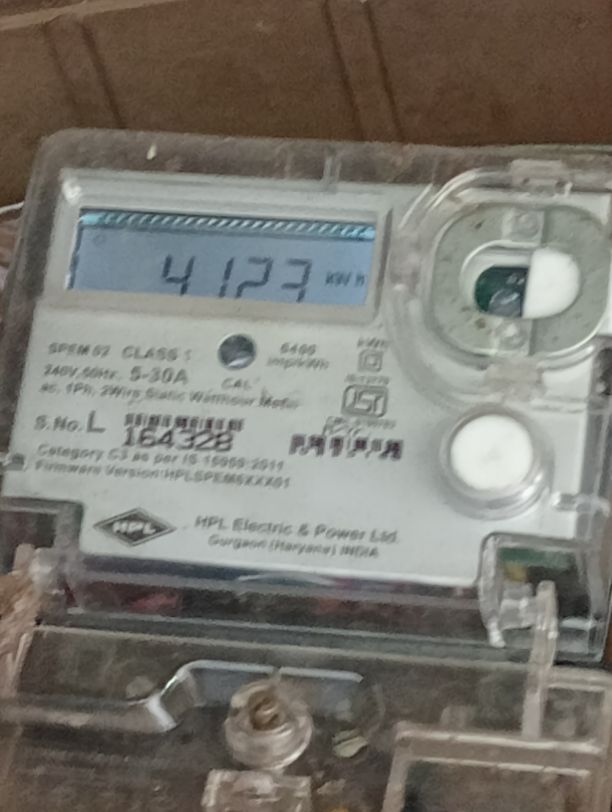 4123 kWh
SPEM 02 CLASS 1
6400
imp/kWh
240V, 50Hz, 5-30A
CAL
ac, 1Ph, 2Wire Static Watthour Meter
S.No. L 164328
Category C3 as per IS 15959:2011
Firmware Version:HPLSPEM6XXX01
HPL HPL Electric & Power Ltd.
Gurgaon (Haryana) INDIA